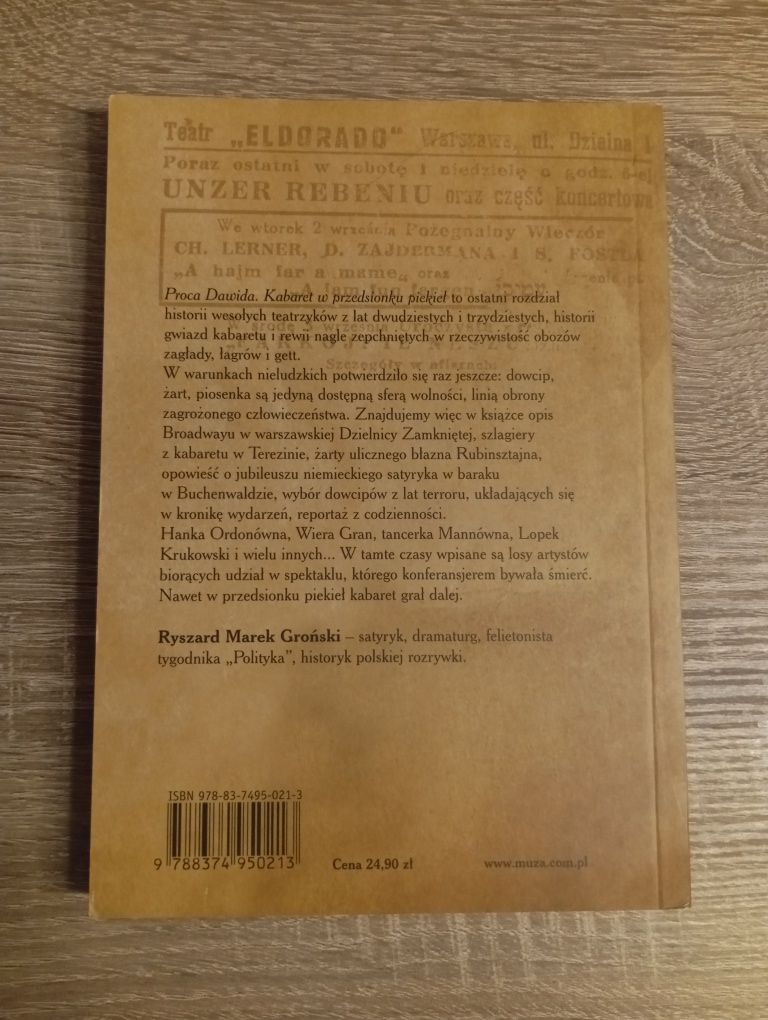 Teatr „ELDORADO" Warszawa, ul. Dzielna 1
Poraz ostatni w sobotę i niedzielę o godz. 8-ej
UNZER REBENIU oraz część koncertowa
We wtorek 2 września Pożegnalny Wieczór
CH. LERNER, D. ZAJDERMANA I S.
„A hajm far a mame„ oraz
Proca Dawida. Kabaret w przedsionku piekieł to ostatni rozdział
historii wesołych teatrzyków z lat dwudziestych i trzydziestych, historii
gwiazd kabaretu i rewii nagle zepchniętych w rzeczywistość obozów
zagłady, łagrów i gett.
Szczegóły w afiszach
W warunkach nieludzkich potwierdziło się raz jeszcze: dowcip,
żart, piosenka są jedyną dostępną sferą wolności, linią obrony
zagrożonego człowieczeństwa. Znajdujemy więc w książce opis
Broadwayu w warszawskiej Dzielnicy Zamkniętej, szlagiery
z kabaretu w Terezinie, żarty ulicznego błazna Rubinsztajna,
opowieść o jubileuszu niemieckiego satyryka w baraku
w Buchenwaldzie, wybór dowcipów z lat terroru, układających się
w kronikę wydarzeń, reportaż z codzienności.
Hanka Ordonówna, Wiera Gran, tancerka Mannówna, Lopek
Krukowski i wielu innych... W tamte czasy wpisane są losy artystów
biorących udział w spektaklu, którego konferansjerem bywała śmierć.
Nawet w przedsionku piekieł kabaret grał dalej.
Ryszard Marek Groński – satyryk, dramaturg, felietonista
tygodnika „Polityka", historyk polskiej rozrywki.
ISBN 978-83-7495-021-3
9 788374 950213
Cena 24,90 zł
www.muza.com.pl